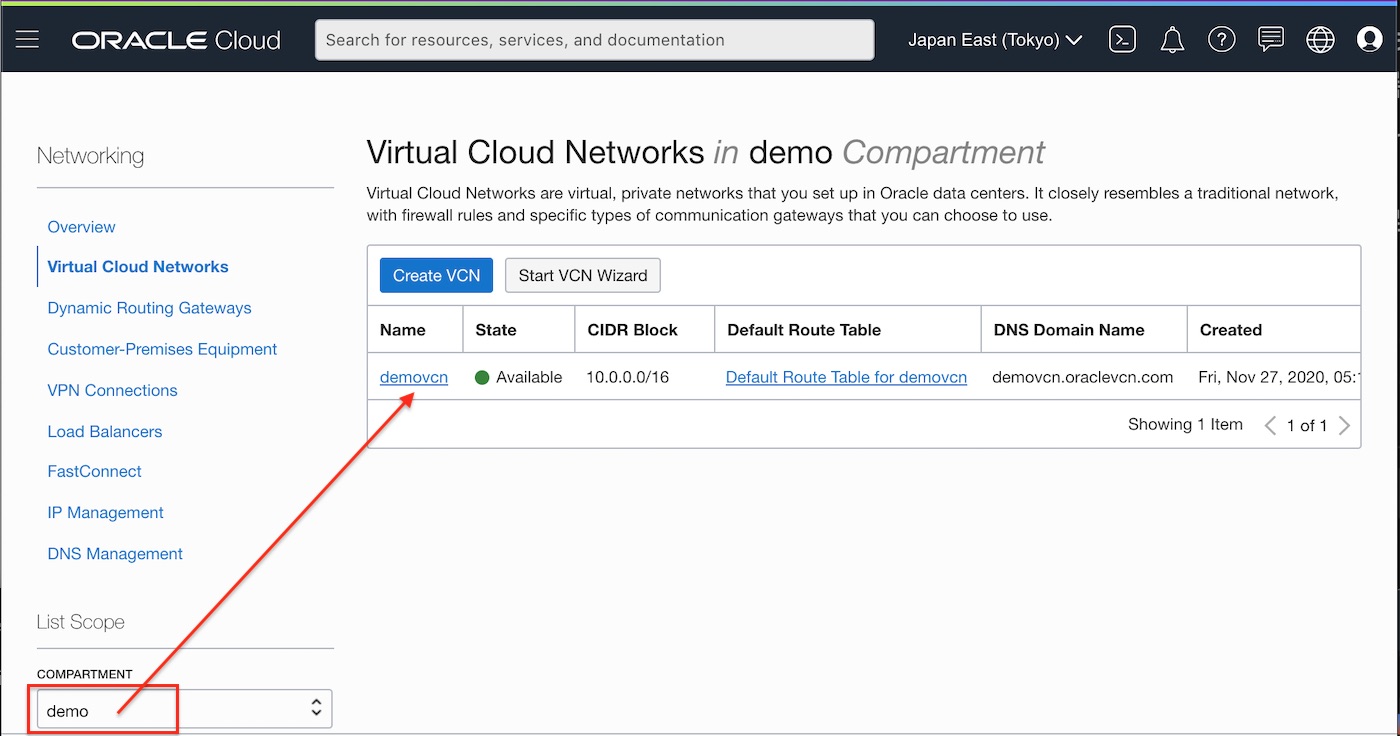 ORACLE Cloud
Search for resources, services, and documentation
Japan East (Tokyo)
Networking
Overview
Virtual Cloud Networks
Dynamic Routing Gateways
Customer-Premises Equipment
VPN Connections
Load Balancers
FastConnect
IP Management
DNS Management
List Scope
COMPARTMENT
demo
Virtual Cloud Networks in demo Compartment
Virtual Cloud Networks are virtual, private networks that you set up in Oracle data centers. It closely resembles a traditional network,
with firewall rules and specific types of communication gateways that you can choose to use.
Create VCN Start VCN Wizard
Name State CIDR Block Default Route Table DNS Domain Name Created
demovcn Available 10.0.0.0/16 Default Route Table for demovcn demovcn.oraclevcn.com Fri, Nov 27, 2020, 05:
Showing 1 Item 1 of 1